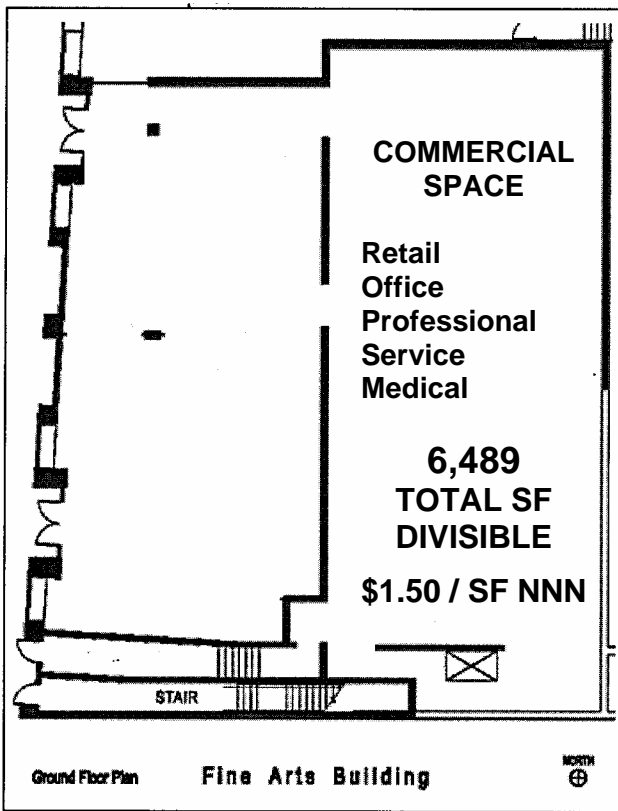 COMMERCIAL
SPACE
Retail
Office
Professional
Service
Medical
6,489
TOTAL SF
DIVISIBLE
$1.50 / SF NNN
STAIR
Ground Floor Plan
Fine Arts Building
NORTH